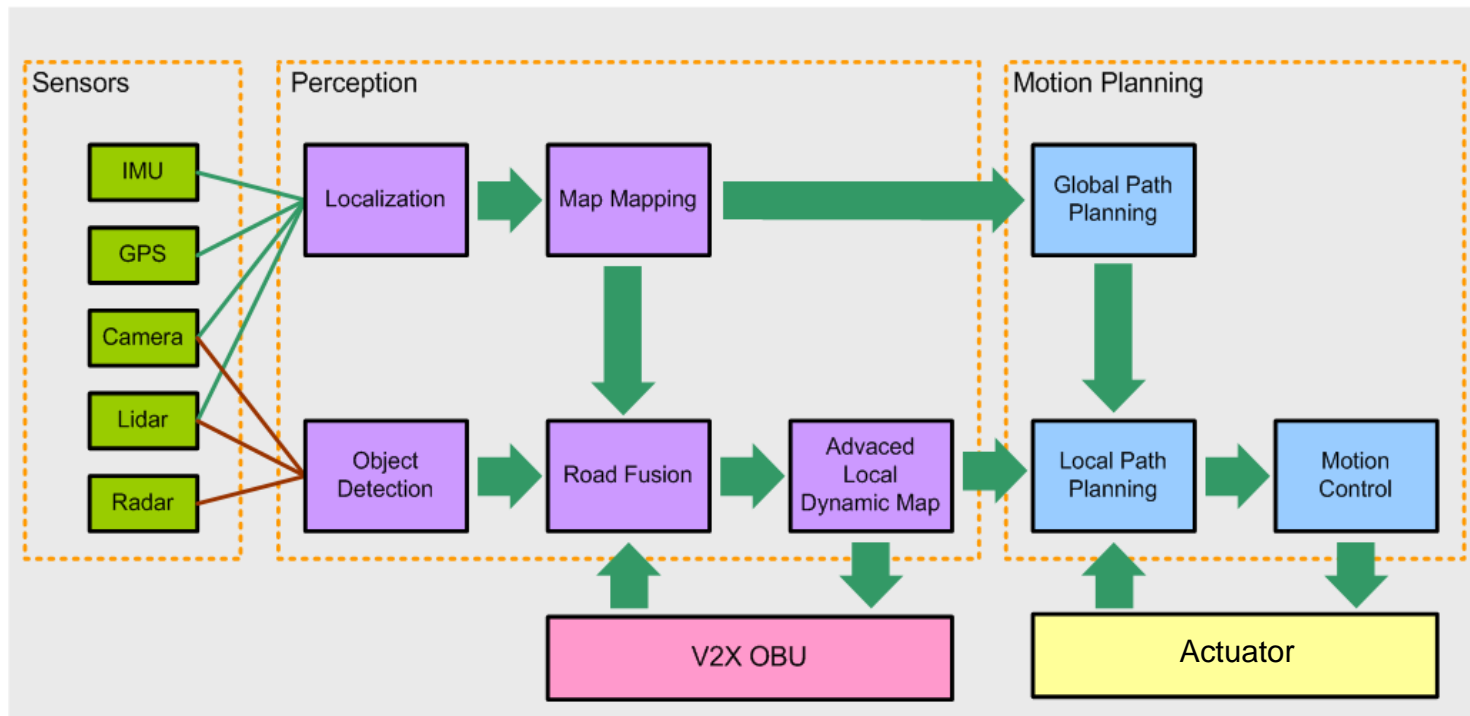 Sensors
Perception
Motion Planning
IMU
GPS
Camera
Lidar
Radar
Localization
Map Mapping
Global Path
Planning
Object
Detection
Road Fusion
Advaced
Local
Dynamic Map
Local Path
Planning
Motion
Control
V2X OBU
Actuator